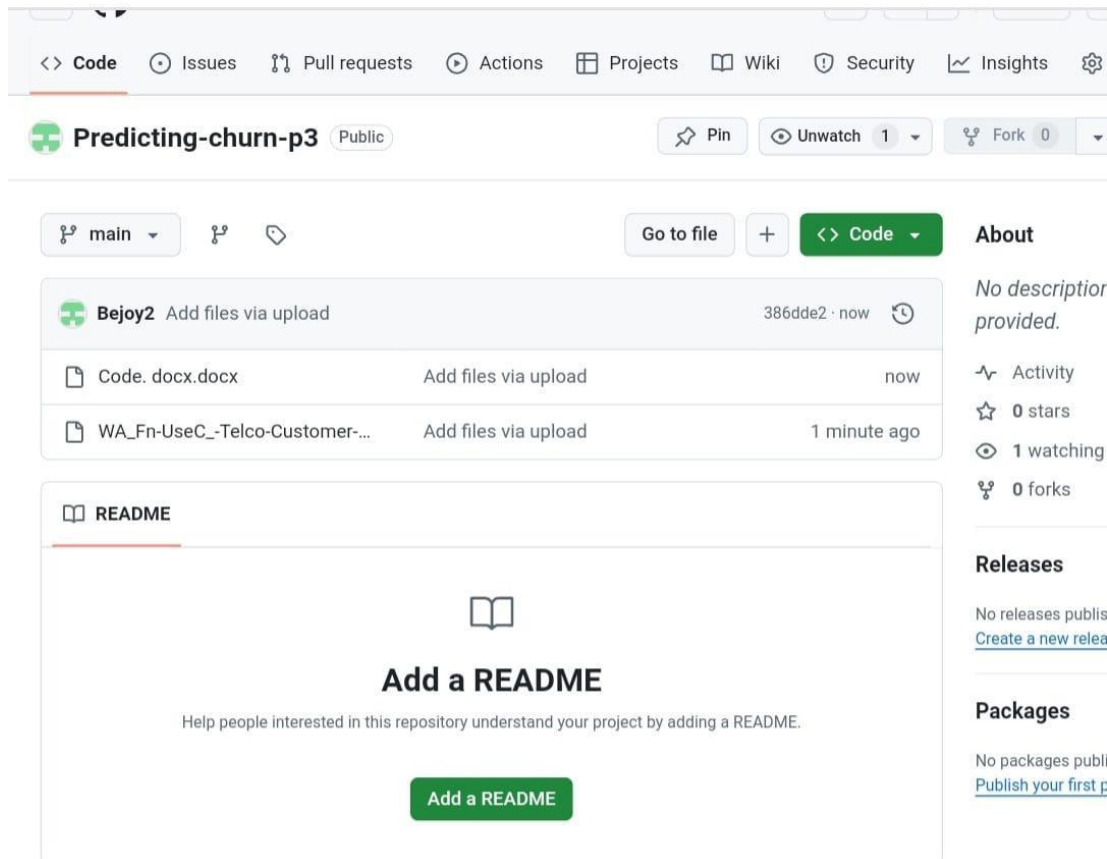 Code Issues Pull requests Actions Projects Wiki Security Insights
Predicting-churn-p3 Public Pin Unwatch 1 Fork 0
main Go to file + Code About
No description
provided.
Bejoy2 Add files via upload 386dde2 · now
Code. docx.docx Add files via upload now
WA_Fn-UseC_-Telco-Customer-... Add files via upload 1 minute ago
Activity
0 stars
1 watching
0 forks
README
Add a README
Help people interested in this repository understand your project by adding a README.
Add a README
Releases
No releases publis
Create a new relea
Packages
No packages publi
Publish your first p